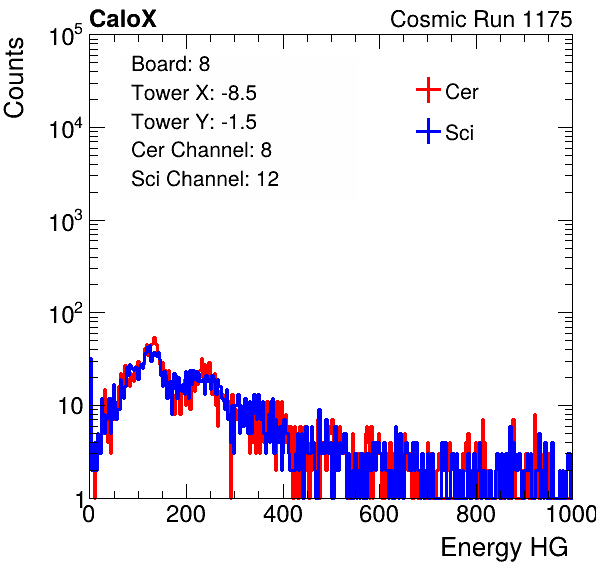 CaloX Cosmic Run 1175
Counts
Board: 8
Tower X: -8.5
Tower Y: -1.5
Cer Channel: 8
Sci Channel: 12
Cer
Sci
10^5
10^4
10^3
10^2
10
1
0 200 400 600 800 1000
Energy HG